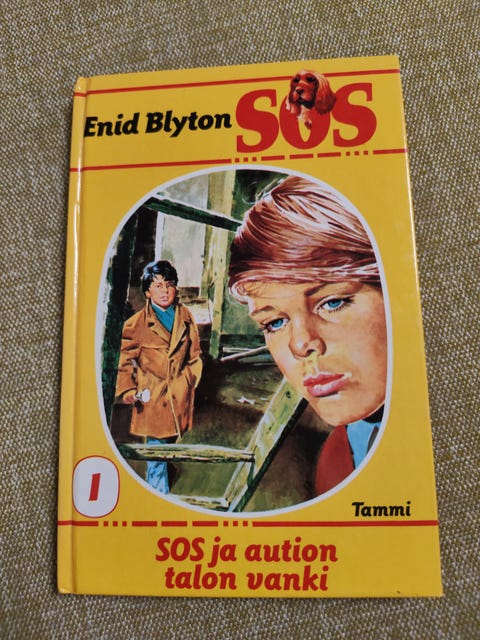 Enid Blyton SOS
1
Tammi
SOS ja aution
talon vanki